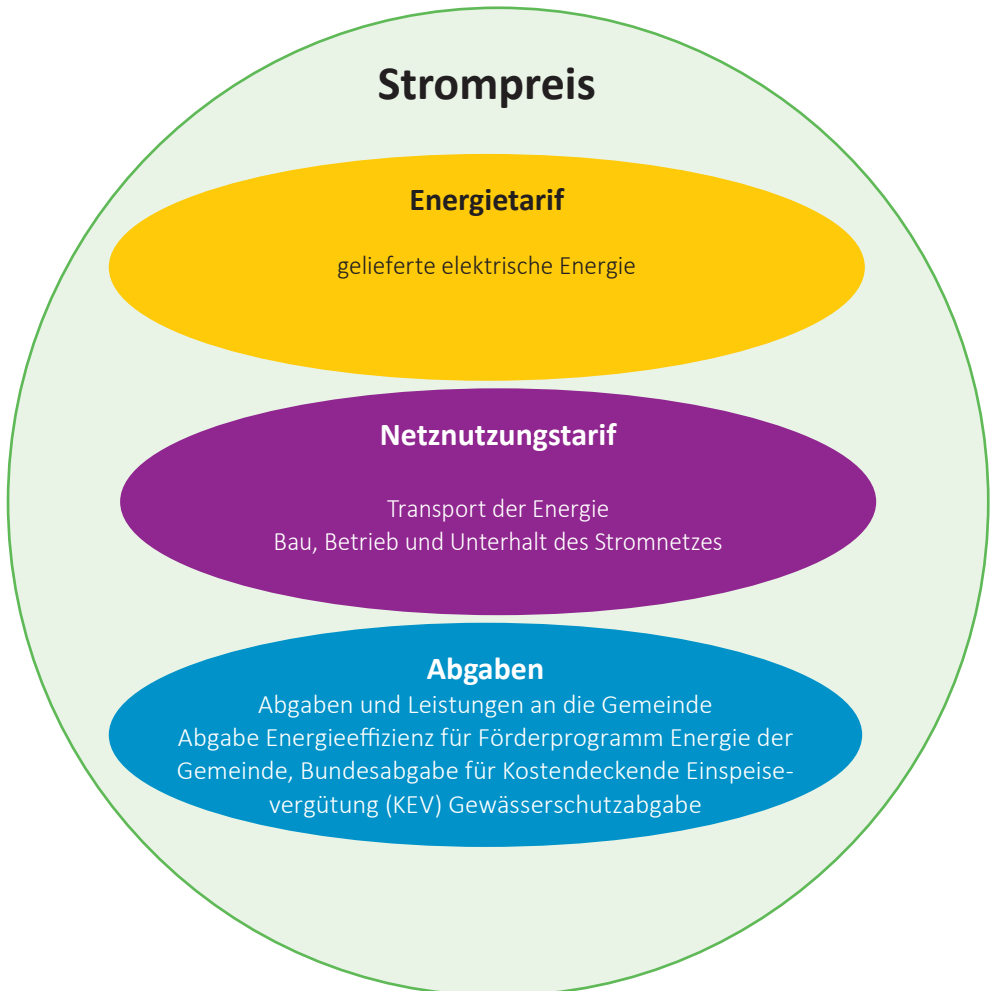 Strompreis
Energietarif
gelieferte elektrische Energie
Netznutzungstarif
Transport der Energie
Bau, Betrieb und Unterhalt des Stromnetzes
Abgaben
Abgaben und Leistungen an die Gemeinde
Abgabe Energieeffizienz für Förderprogramm Energie der
Gemeinde, Bundesabgabe für Kostendeckende Einspeise-
vergütung (KEV) Gewässerschutzabgabe